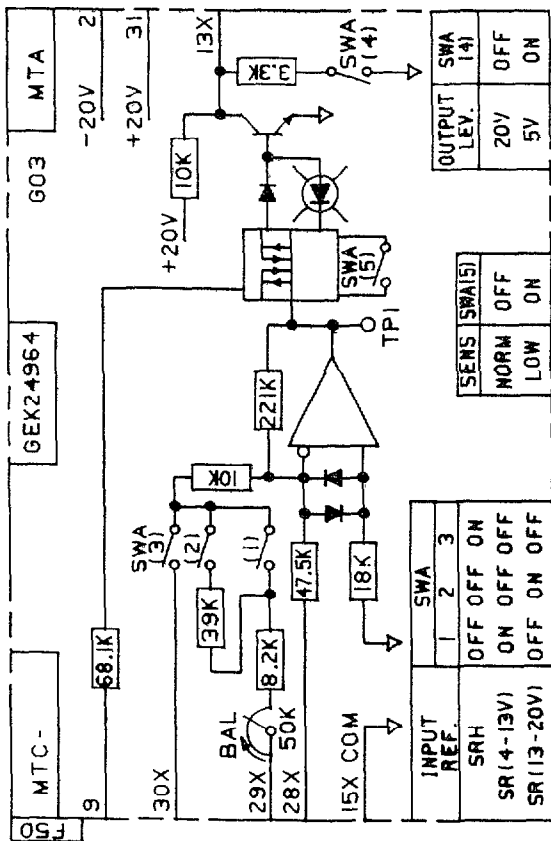 F5D
MTC-
GEK24964
G03
MTA
9
68.1K
-20V 2
+20V 31
13X
+20V
10K
3.3K
SWA
(4)
SWA
(5)
TP1
221K
10K
SWA
(3)
(2)
(1)
39K
8.2K
BAL
50K
47.5K
18K
30X
29X
28X
15X COM
INPUT REF. SWA
1 2 3
SRH OFF OFF ON
SR(4-13V) ON OFF OFF
SR(13-20V) OFF ON OFF
SENS SWA(5)
NORM OFF
LOW ON
OUTPUT LEV. SWA (4)
20V OFF
5V ON